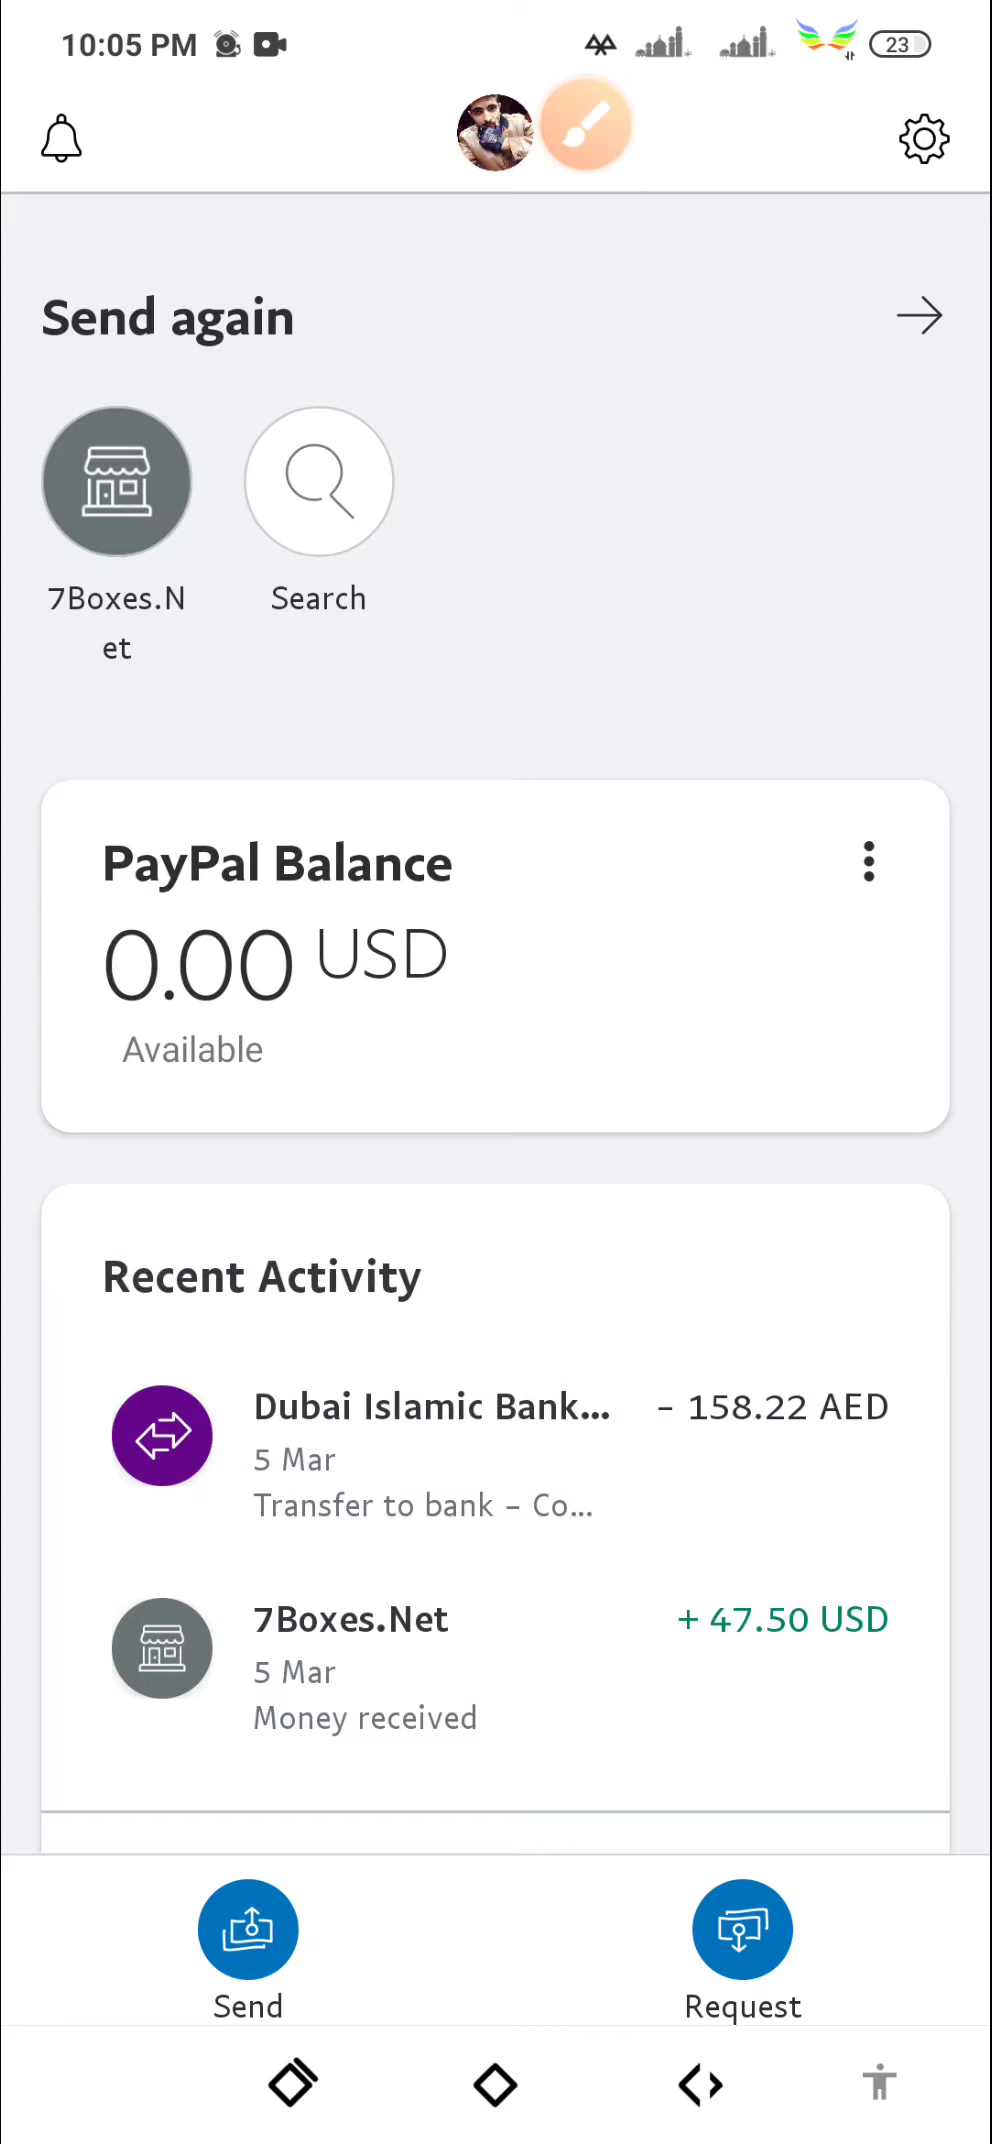 10:05 PM
23
Send again
7Boxes.N
et
Search
PayPal Balance
0.00 USD
Available
Recent Activity
Dubai Islamic Bank... - 158.22 AED
5 Mar
Transfer to bank – Co...
7Boxes.Net + 47.50 USD
5 Mar
Money received
Send
Request